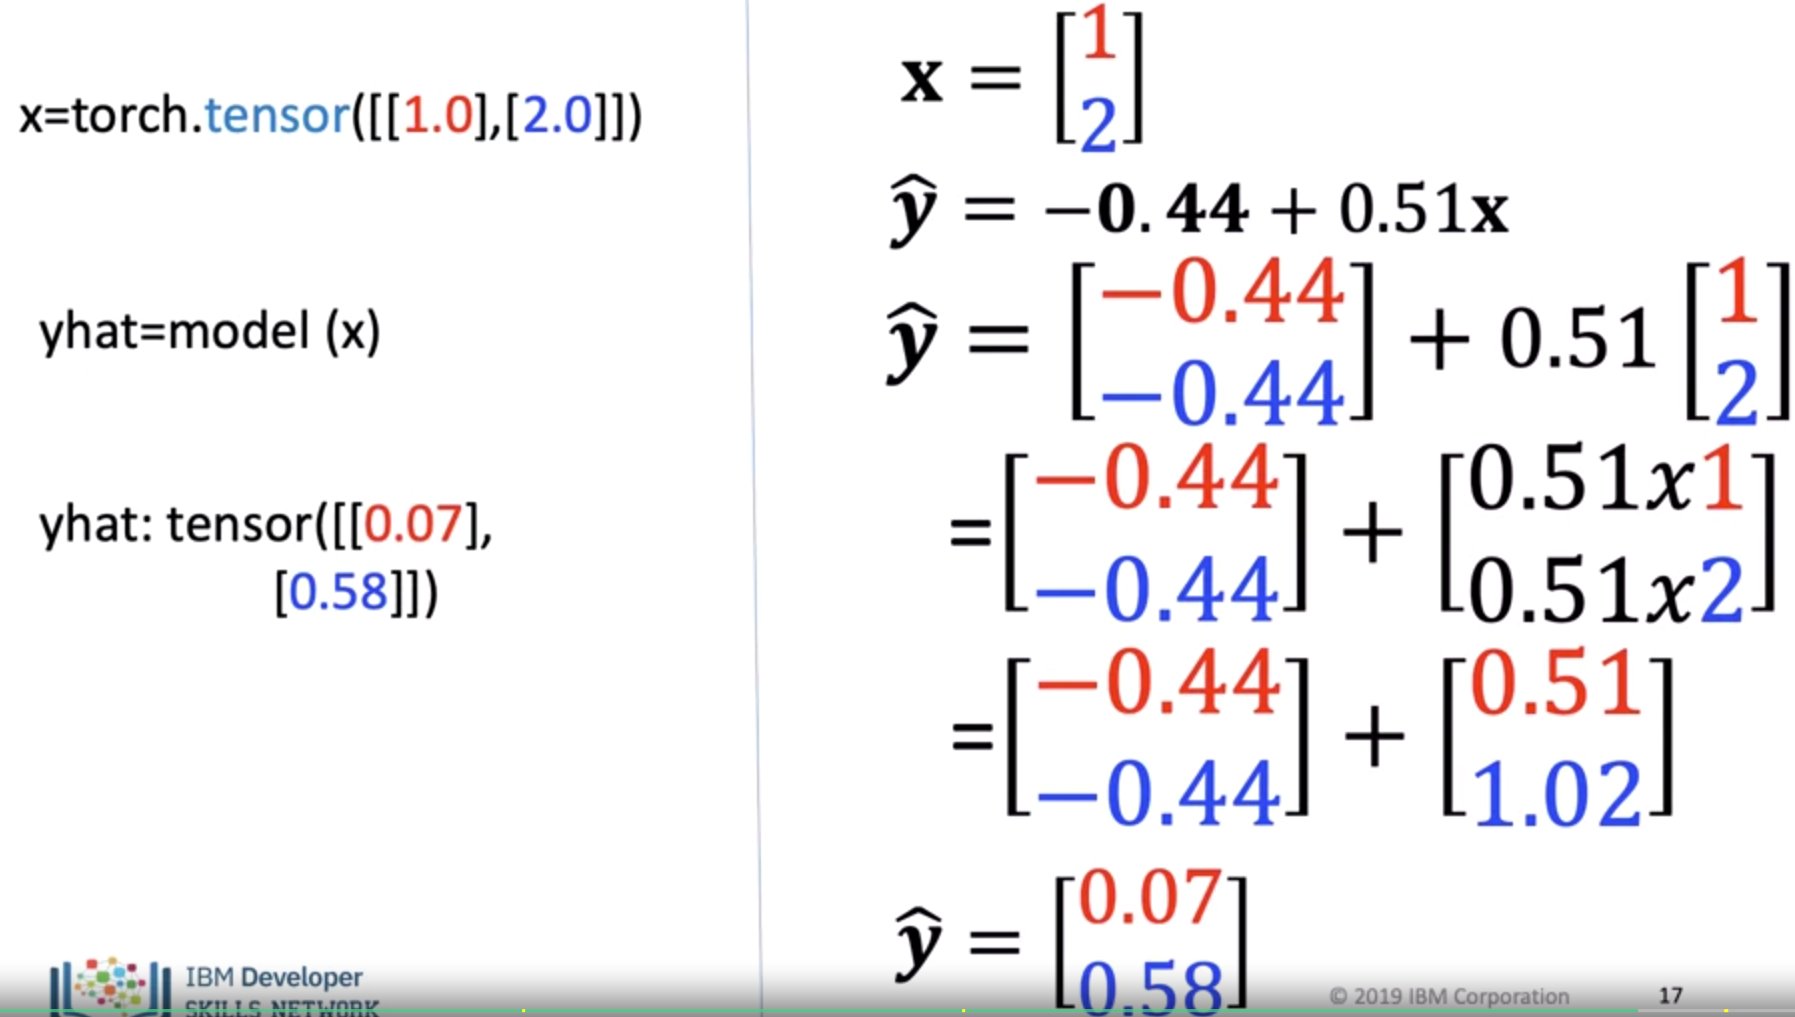 x=torch.tensor([[1.0],[2.0]])
yhat=model (x)
yhat: tensor([[0.07],
[0.58]])
x = [1
2]
ŷ = −0.44 + 0.51x
ŷ = [−0.44
−0.44] + 0.51 [1
2]
=[−0.44
−0.44] + [0.51x1
0.51x2]
=[−0.44
−0.44] + [0.51
1.02]
ŷ = [0.07
0.58]
IBM Developer
SKILLS NETWORK
© 2019 IBM Corporation
17